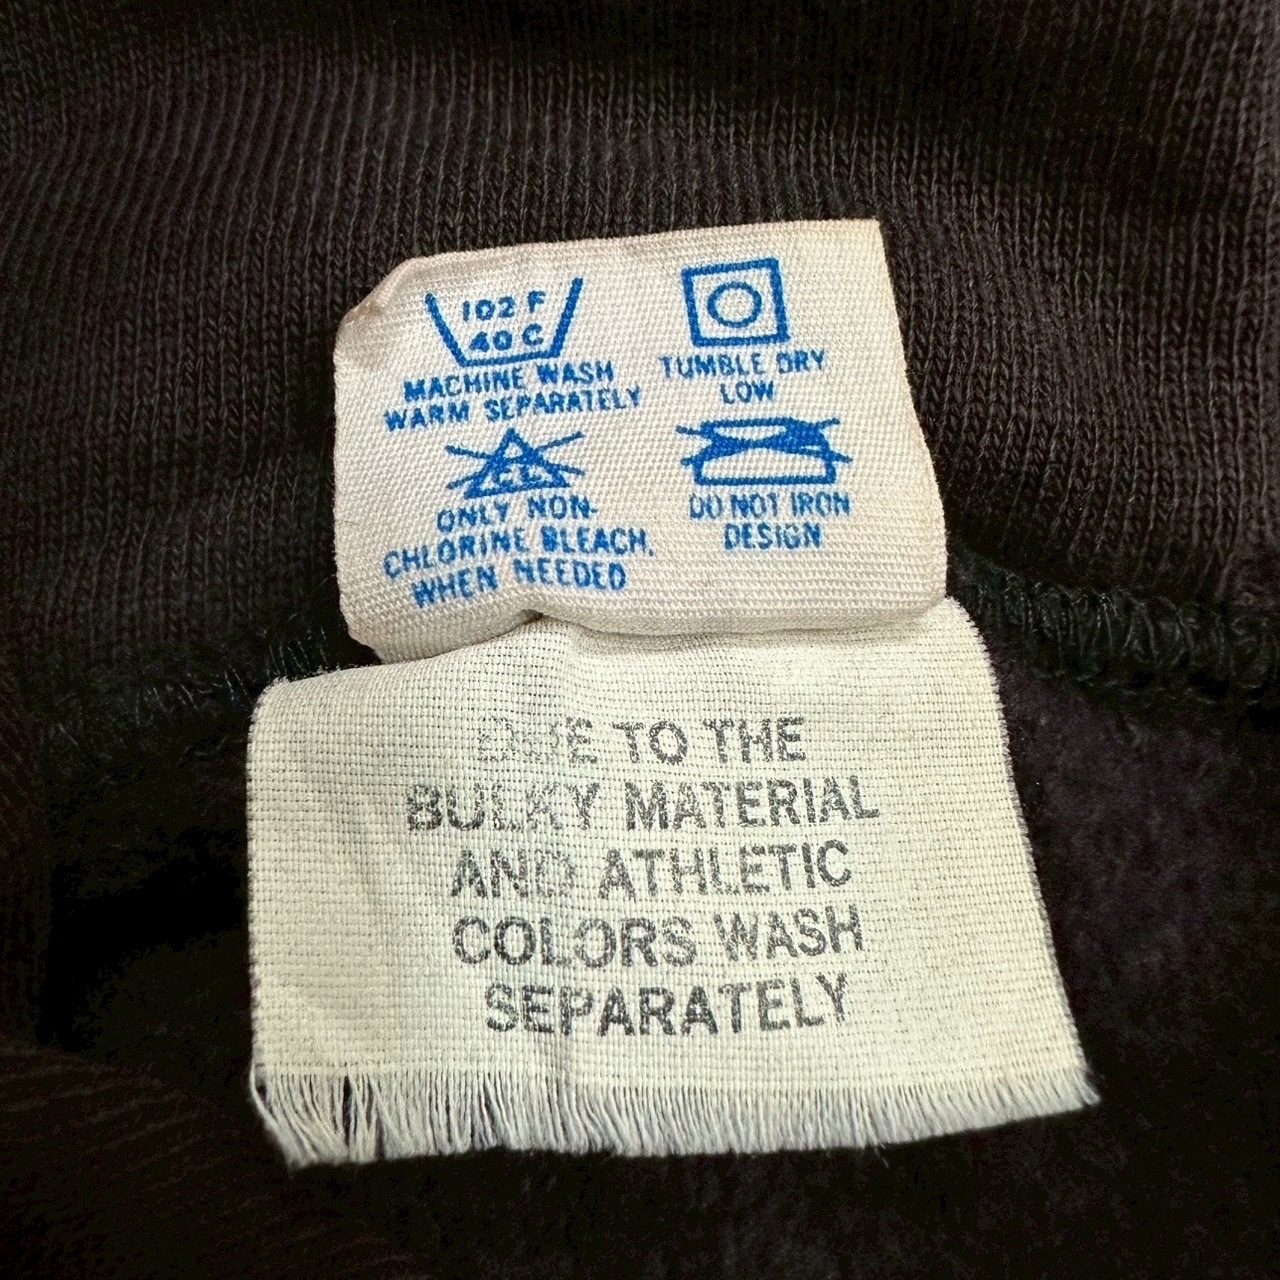 102 F
40 C
MACHINE WASH
WARM SEPARATELY
TUMBLE DRY
LOW
CL
ONLY NON-
CHLORINE BLEACH,
WHEN NEEDED
DO NOT IRON
DESIGN
DUE TO THE
BULKY MATERIAL
AND ATHLETIC
COLORS WASH
SEPARATELY